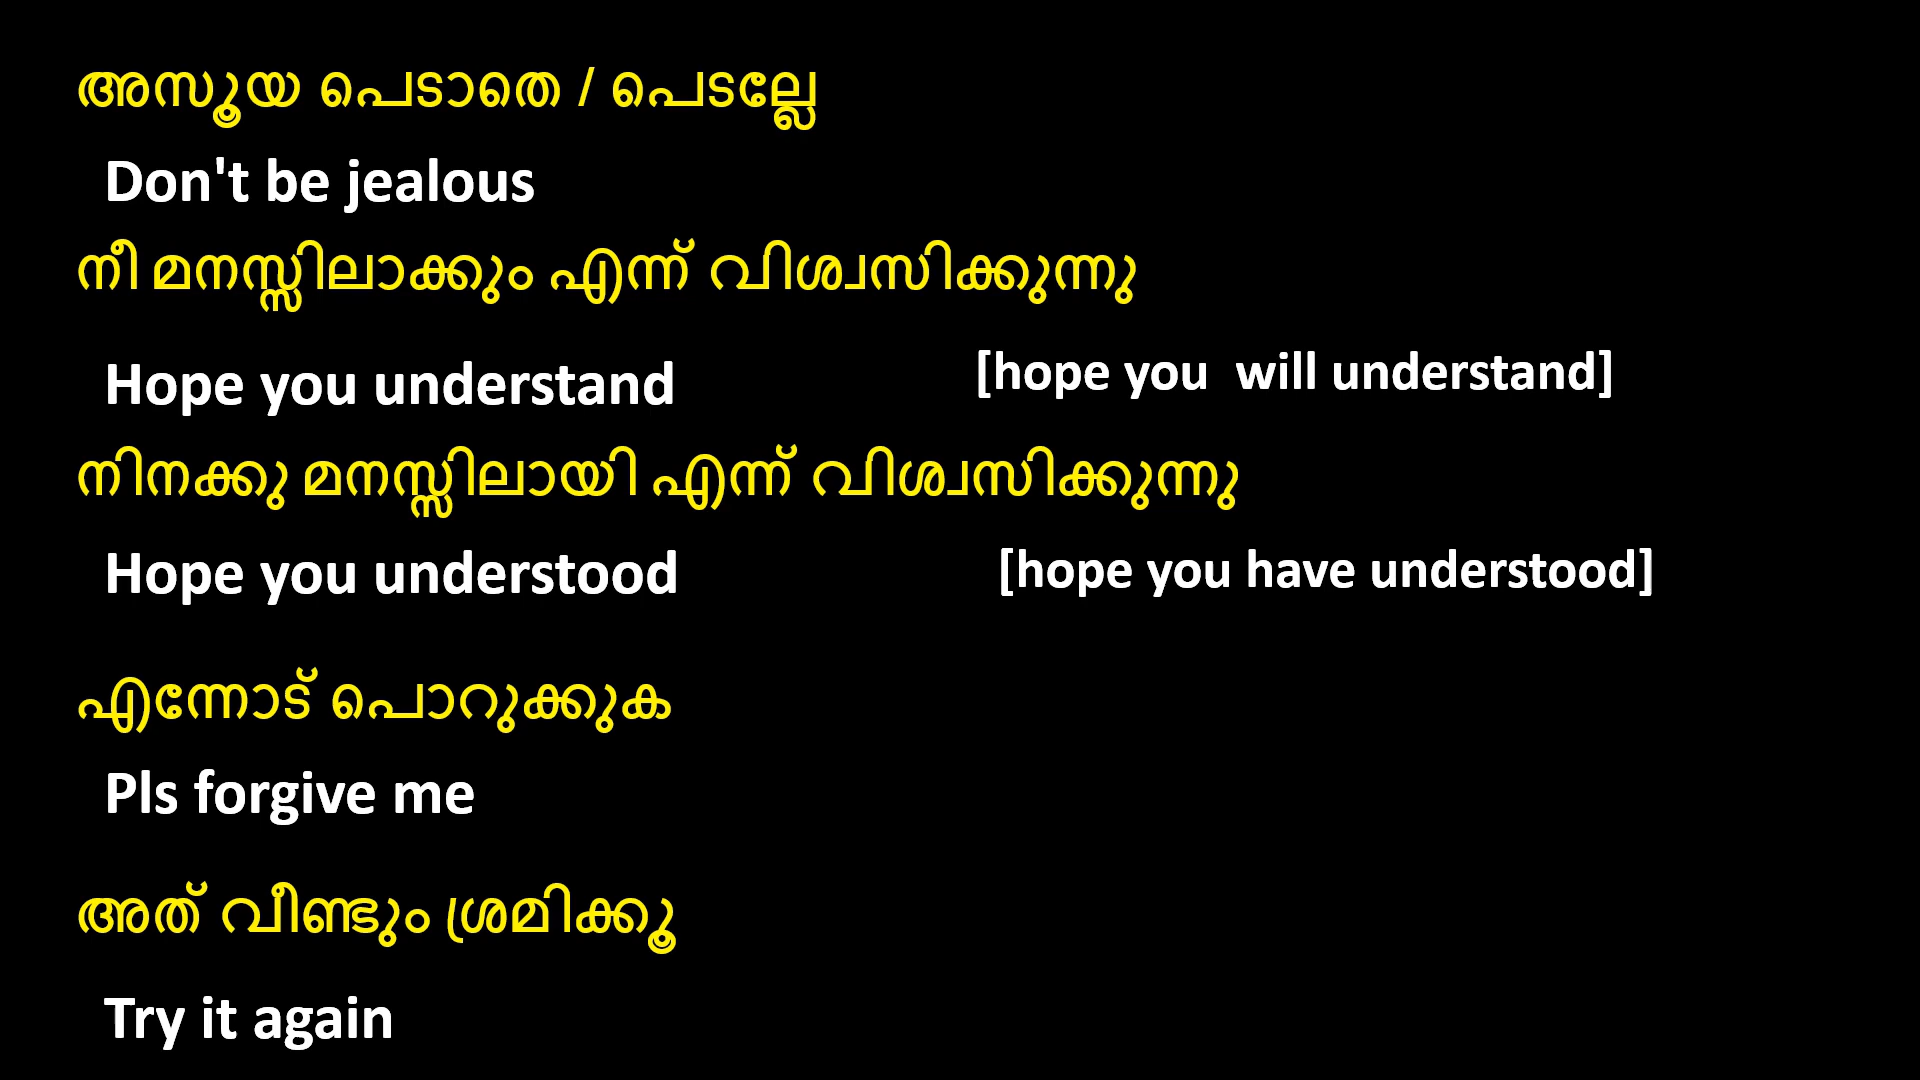 അസൂയ പെടാതെ / പെടല്ലേ
Don't be jealous
നീ മനസ്സിലാക്കും എന്ന് വിശ്വസിക്കുന്നു
Hope you understand [hope you will understand]
നിനക്കു മനസ്സിലായി എന്ന് വിശ്വസിക്കുന്നു
Hope you understood [hope you have understood]
എന്നോട് പൊറുക്കുക
Pls forgive me
അത് വീണ്ടും ശ്രമിക്കൂ
Try it again